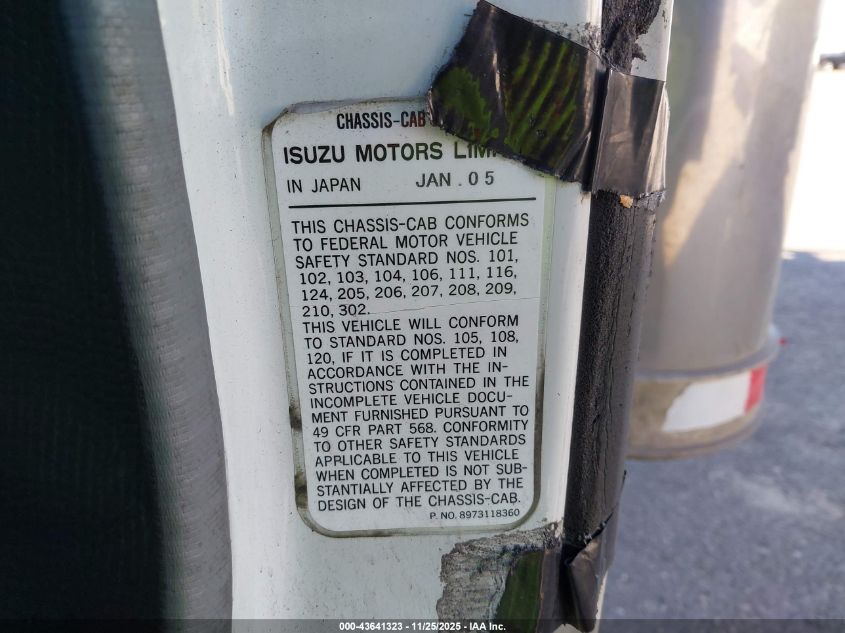 CHASSIS-CAB
ISUZU MOTORS
IN JAPAN JAN . 05
THIS CHASSIS-CAB CONFORMS
TO FEDERAL MOTOR VEHICLE
SAFETY STANDARD NOS. 101,
102, 103, 104, 106, 111, 116,
124, 205, 206, 207, 208, 209,
210, 302.
THIS VEHICLE WILL CONFORM
TO STANDARD NOS. 105, 108,
120, IF IT IS COMPLETED IN
ACCORDANCE WITH THE IN-
STRUCTIONS CONTAINED IN THE
INCOMPLETE VEHICLE DOCU-
MENT FURNISHED PURSUANT TO
49 CFR PART 568. CONFORMITY
TO OTHER SAFETY STANDARDS
APPLICABLE TO THIS VEHICLE
WHEN COMPLETED IS NOT SUB-
STANTIALLY AFFECTED BY THE
DESIGN OF THE CHASSIS-CAB.
P. NO. 8973118360
000-43641323 • 11/25/2025 • IAA Inc.